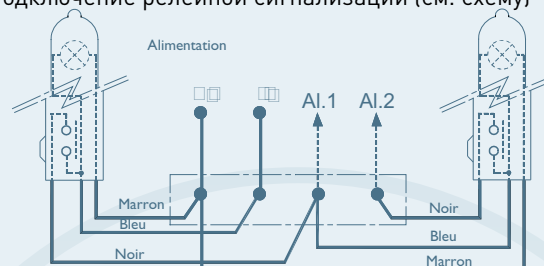 одключение релейной сигнализации (см. схему)
Alimentation
Al.1 Al.2
Marron
Bleu
Noir
Noir
Bleu
Marron